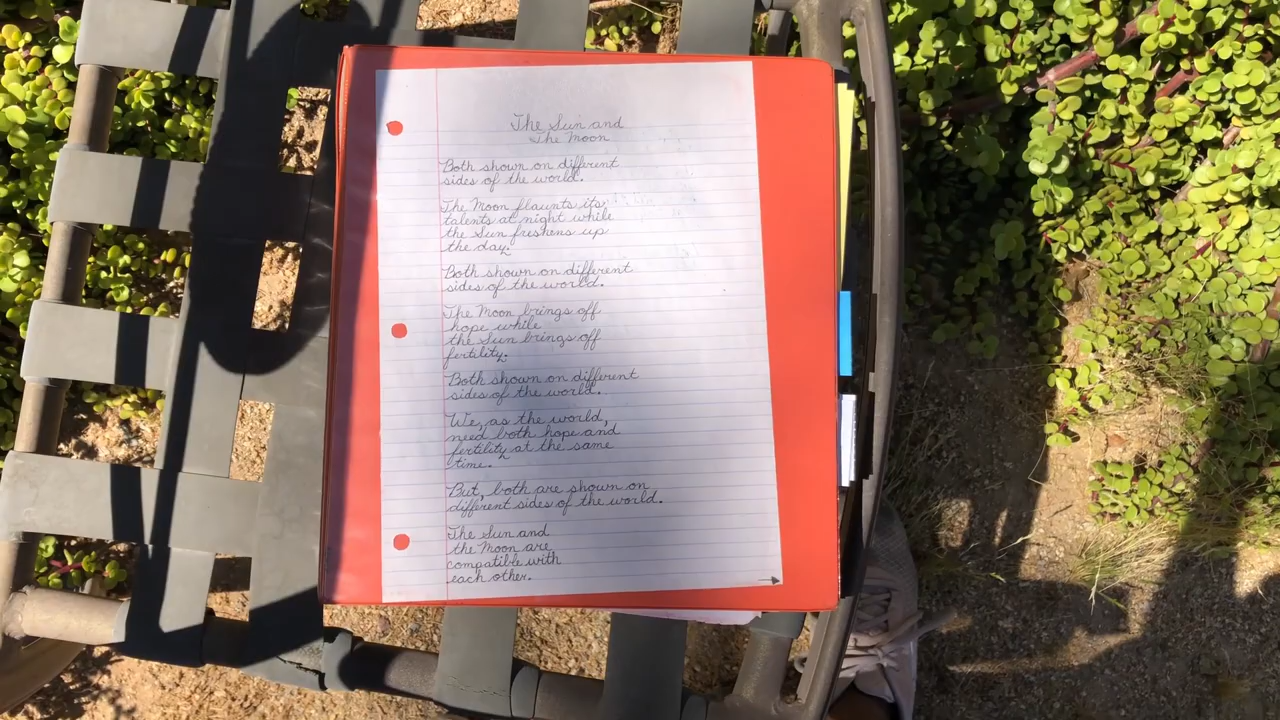 The Sun and
The Moon
Both shown on different
sides of the world.
The Moon flaunts its
talents at night while
the Sun freshens up
the day.
Both shown on different
sides of the world.
The Moon brings off
hope while
the Sun brings off
fertility.
Both shown on different
sides of the world.
We, as the world,
need both hope and
fertility at the same
time.
But, both are shown on
different sides of the world.
The Sun and
the Moon are
compatible with
each other.